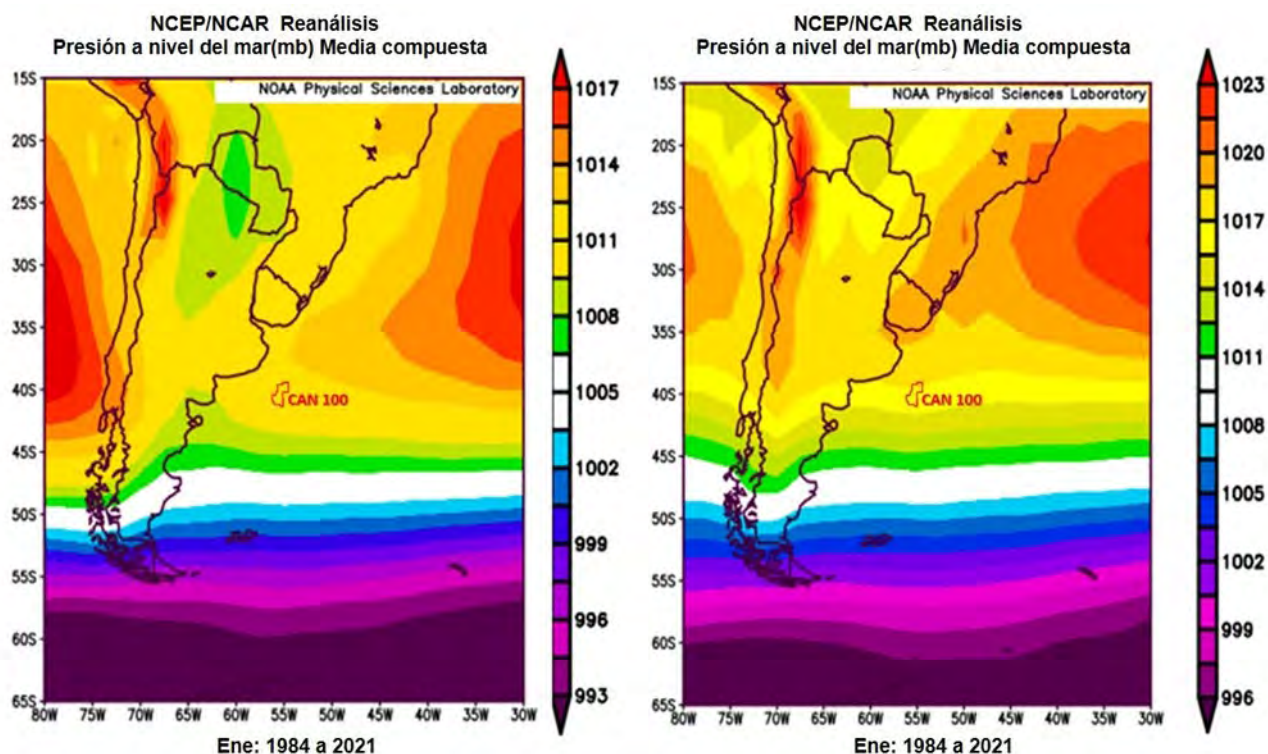 NCEP/NCAR Reanálisis
Presión a nivel del mar(mb) Media compuesta
NOAA Physical Sciences Laboratory
15S
20S
25S
30S
35S
40S
45S
50S
55S
60S
65S
80W 75W 70W 65W 60W 55W 50W 45W 40W 35W 30W
CAN 100
1017
1014
1011
1008
1005
1002
999
996
993
Ene: 1984 a 2021
NCEP/NCAR Reanálisis
Presión a nivel del mar(mb) Media compuesta
NOAA Physical Sciences Laboratory
15S
20S
25S
30S
35S
40S
45S
50S
55S
60S
65S
80W 75W 70W 65W 60W 55W 50W 45W 40W 35W 30W
CAN 100
1023
1020
1017
1014
1011
1008
1005
1002
999
996
Ene: 1984 a 2021